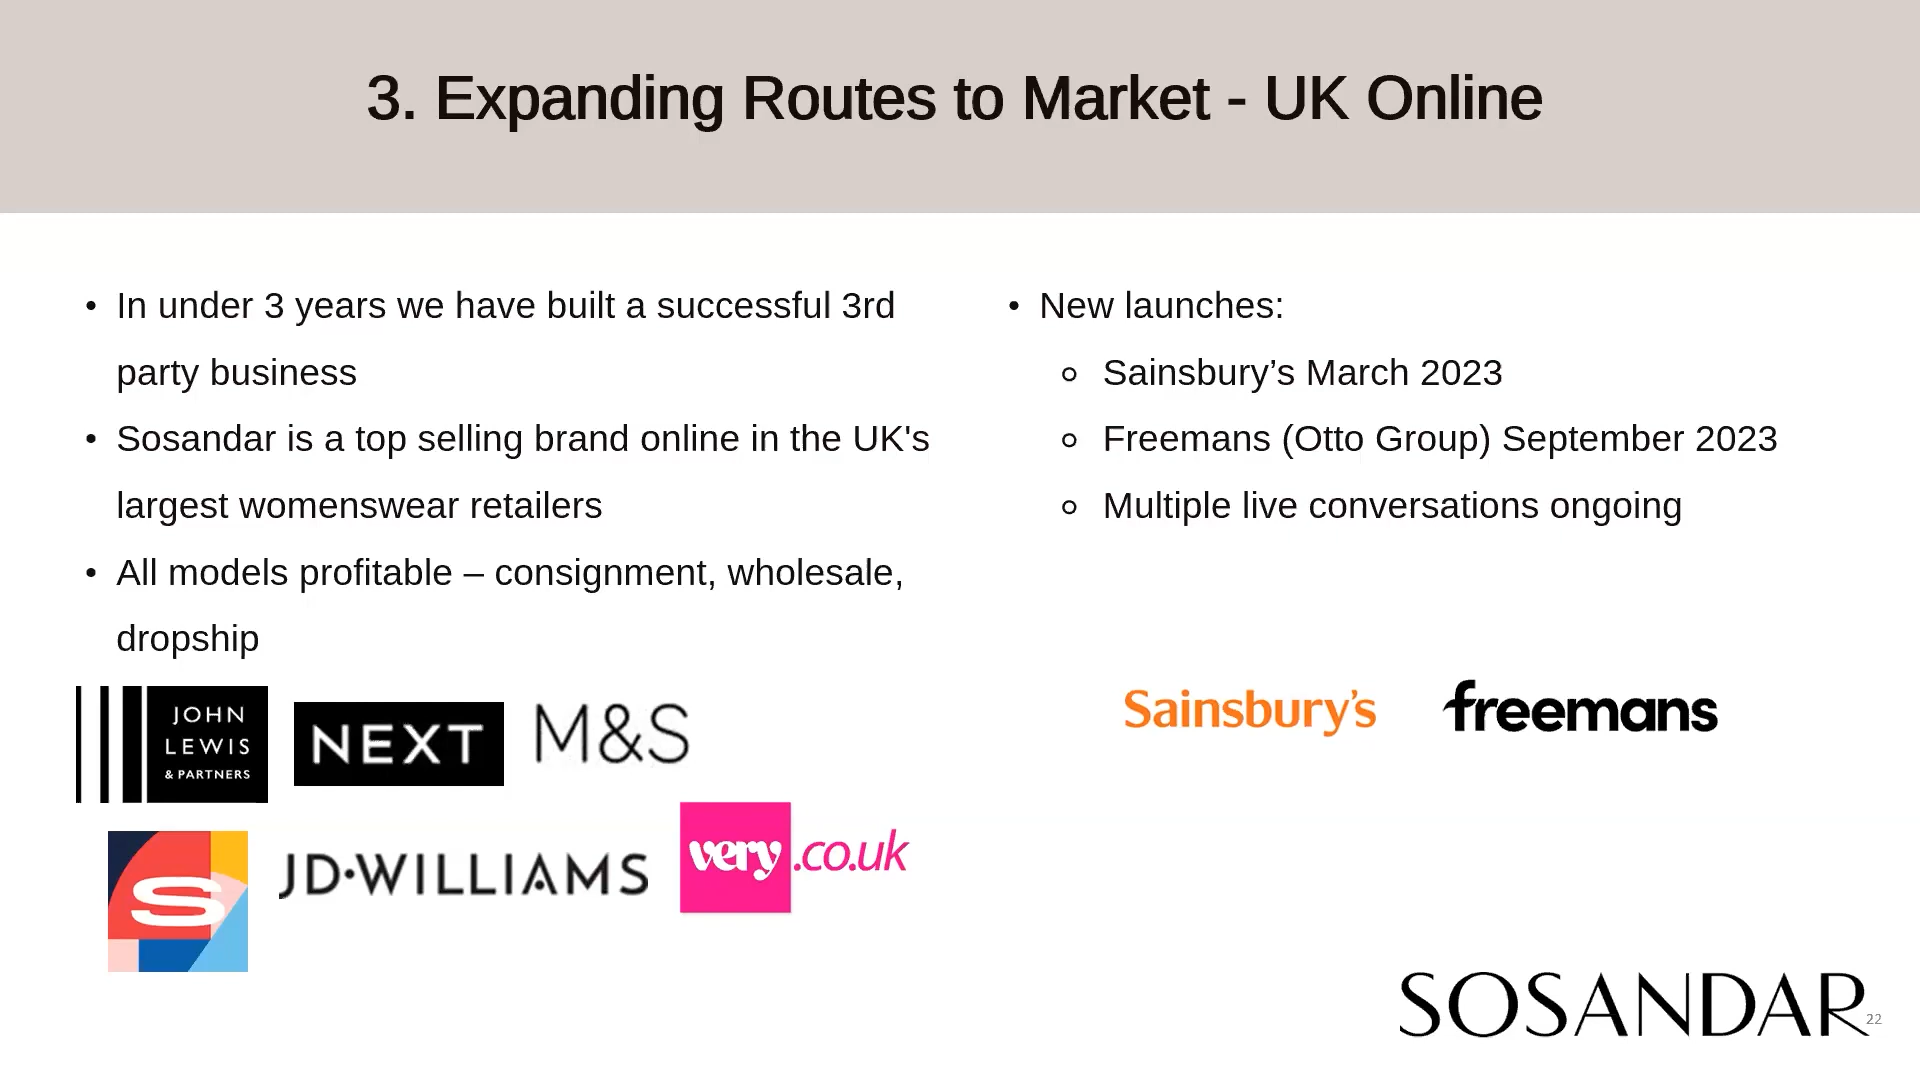 3. Expanding Routes to Market - UK Online
• In under 3 years we have built a successful 3rd
party business
• Sosandar is a top selling brand online in the UK's
largest womenswear retailers
• All models profitable – consignment, wholesale,
dropship
JOHN
LEWIS
& PARTNERS
NEXT
M&S
S
JD·WILLIAMS
very.co.uk
• New launches:
Sainsbury’s March 2023
Freemans (Otto Group) September 2023
Multiple live conversations ongoing
Sainsbury’s
freemans
SOSANDAR
22